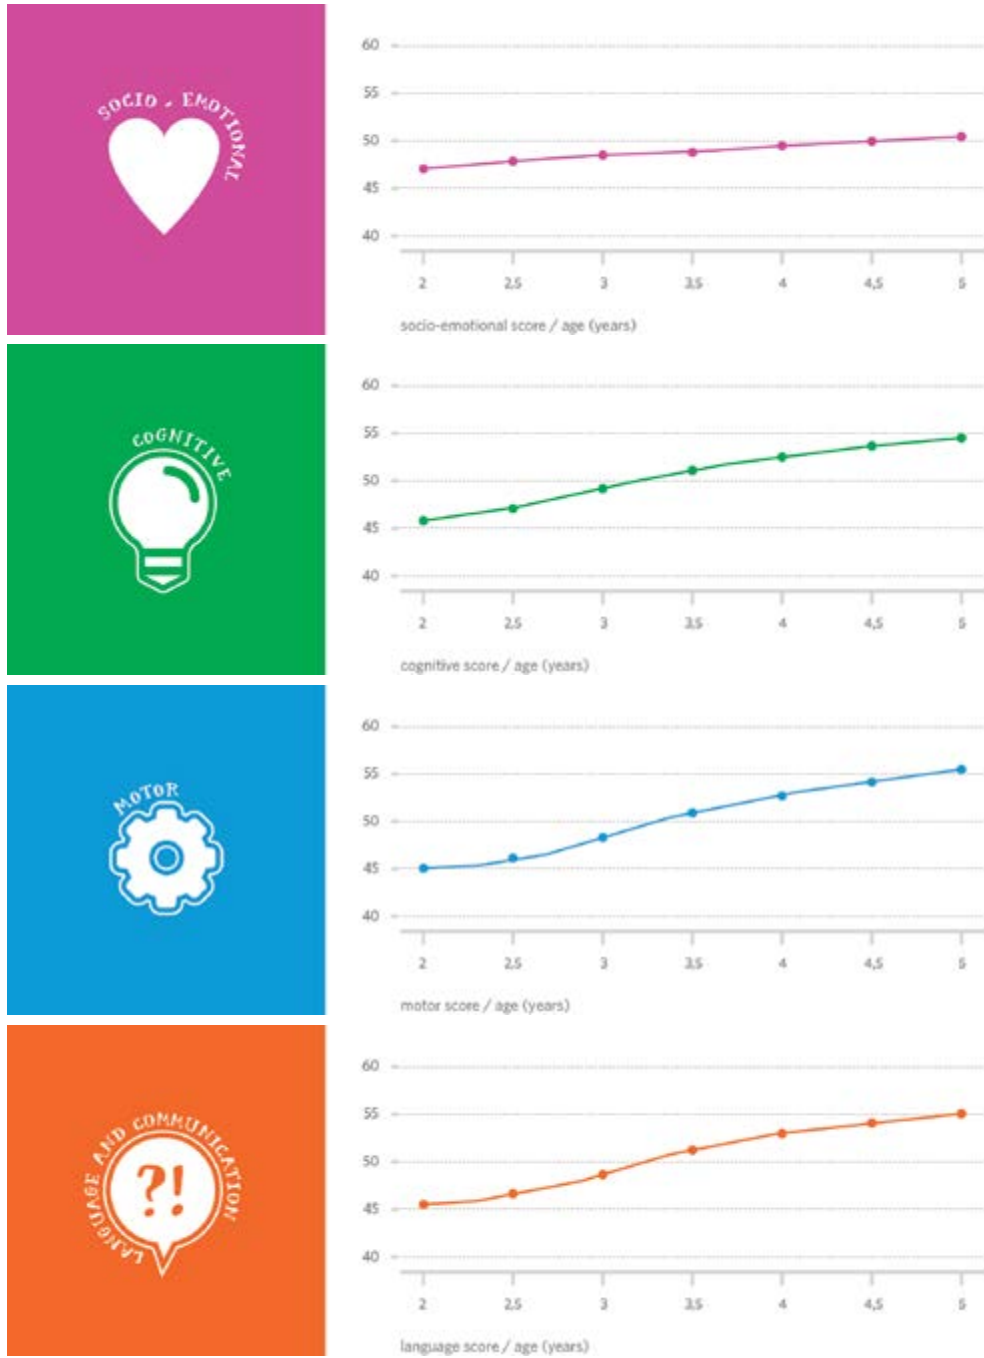 SOCIO - EMOTIONAL
60
55
50
45
40
2 2,5 3 3,5 4 4,5 5
socio-emotional score / age (years)
COGNITIVE
60
55
50
45
40
2 2,5 3 3,5 4 4,5 5
cognitive score / age (years)
MOTOR
60
55
50
45
40
2 2,5 3 3,5 4 4,5 5
motor score / age (years)
LANGUAGE AND COMMUNICATION
?!
60
55
50
45
40
2 2,5 3 3,5 4 4,5 5
language score / age (years)